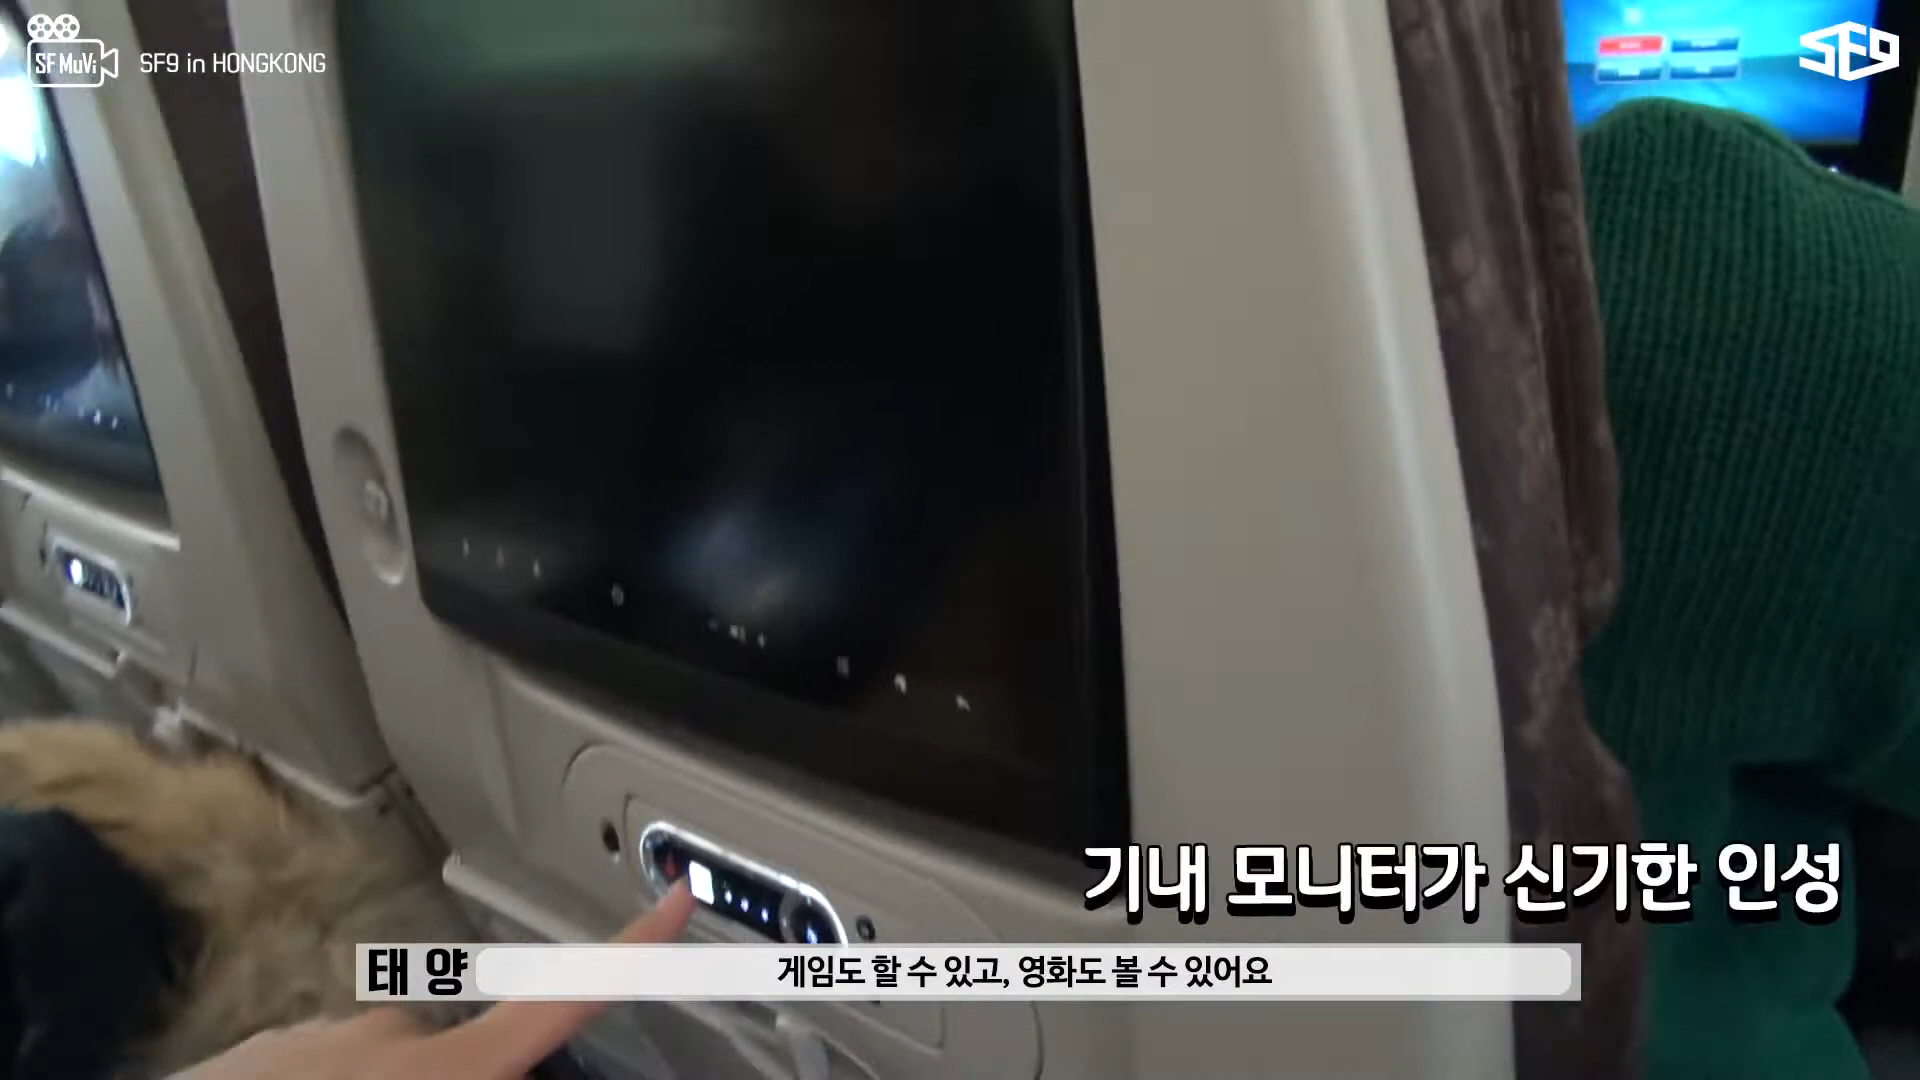 SF MuVi
SF9 in HONGKONG
SF9
기내 모니터가 신기한 인성
태양
게임도 할 수 있고, 영화도 볼 수 있어요